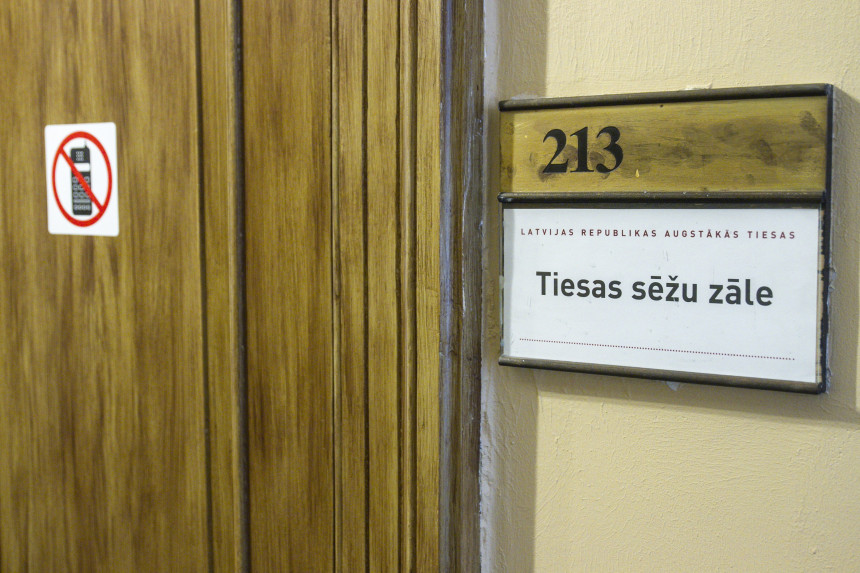 213
LATVIJAS REPUBLIKAS AUGSTĀKĀS TIESAS
Tiesas sēžu zāle